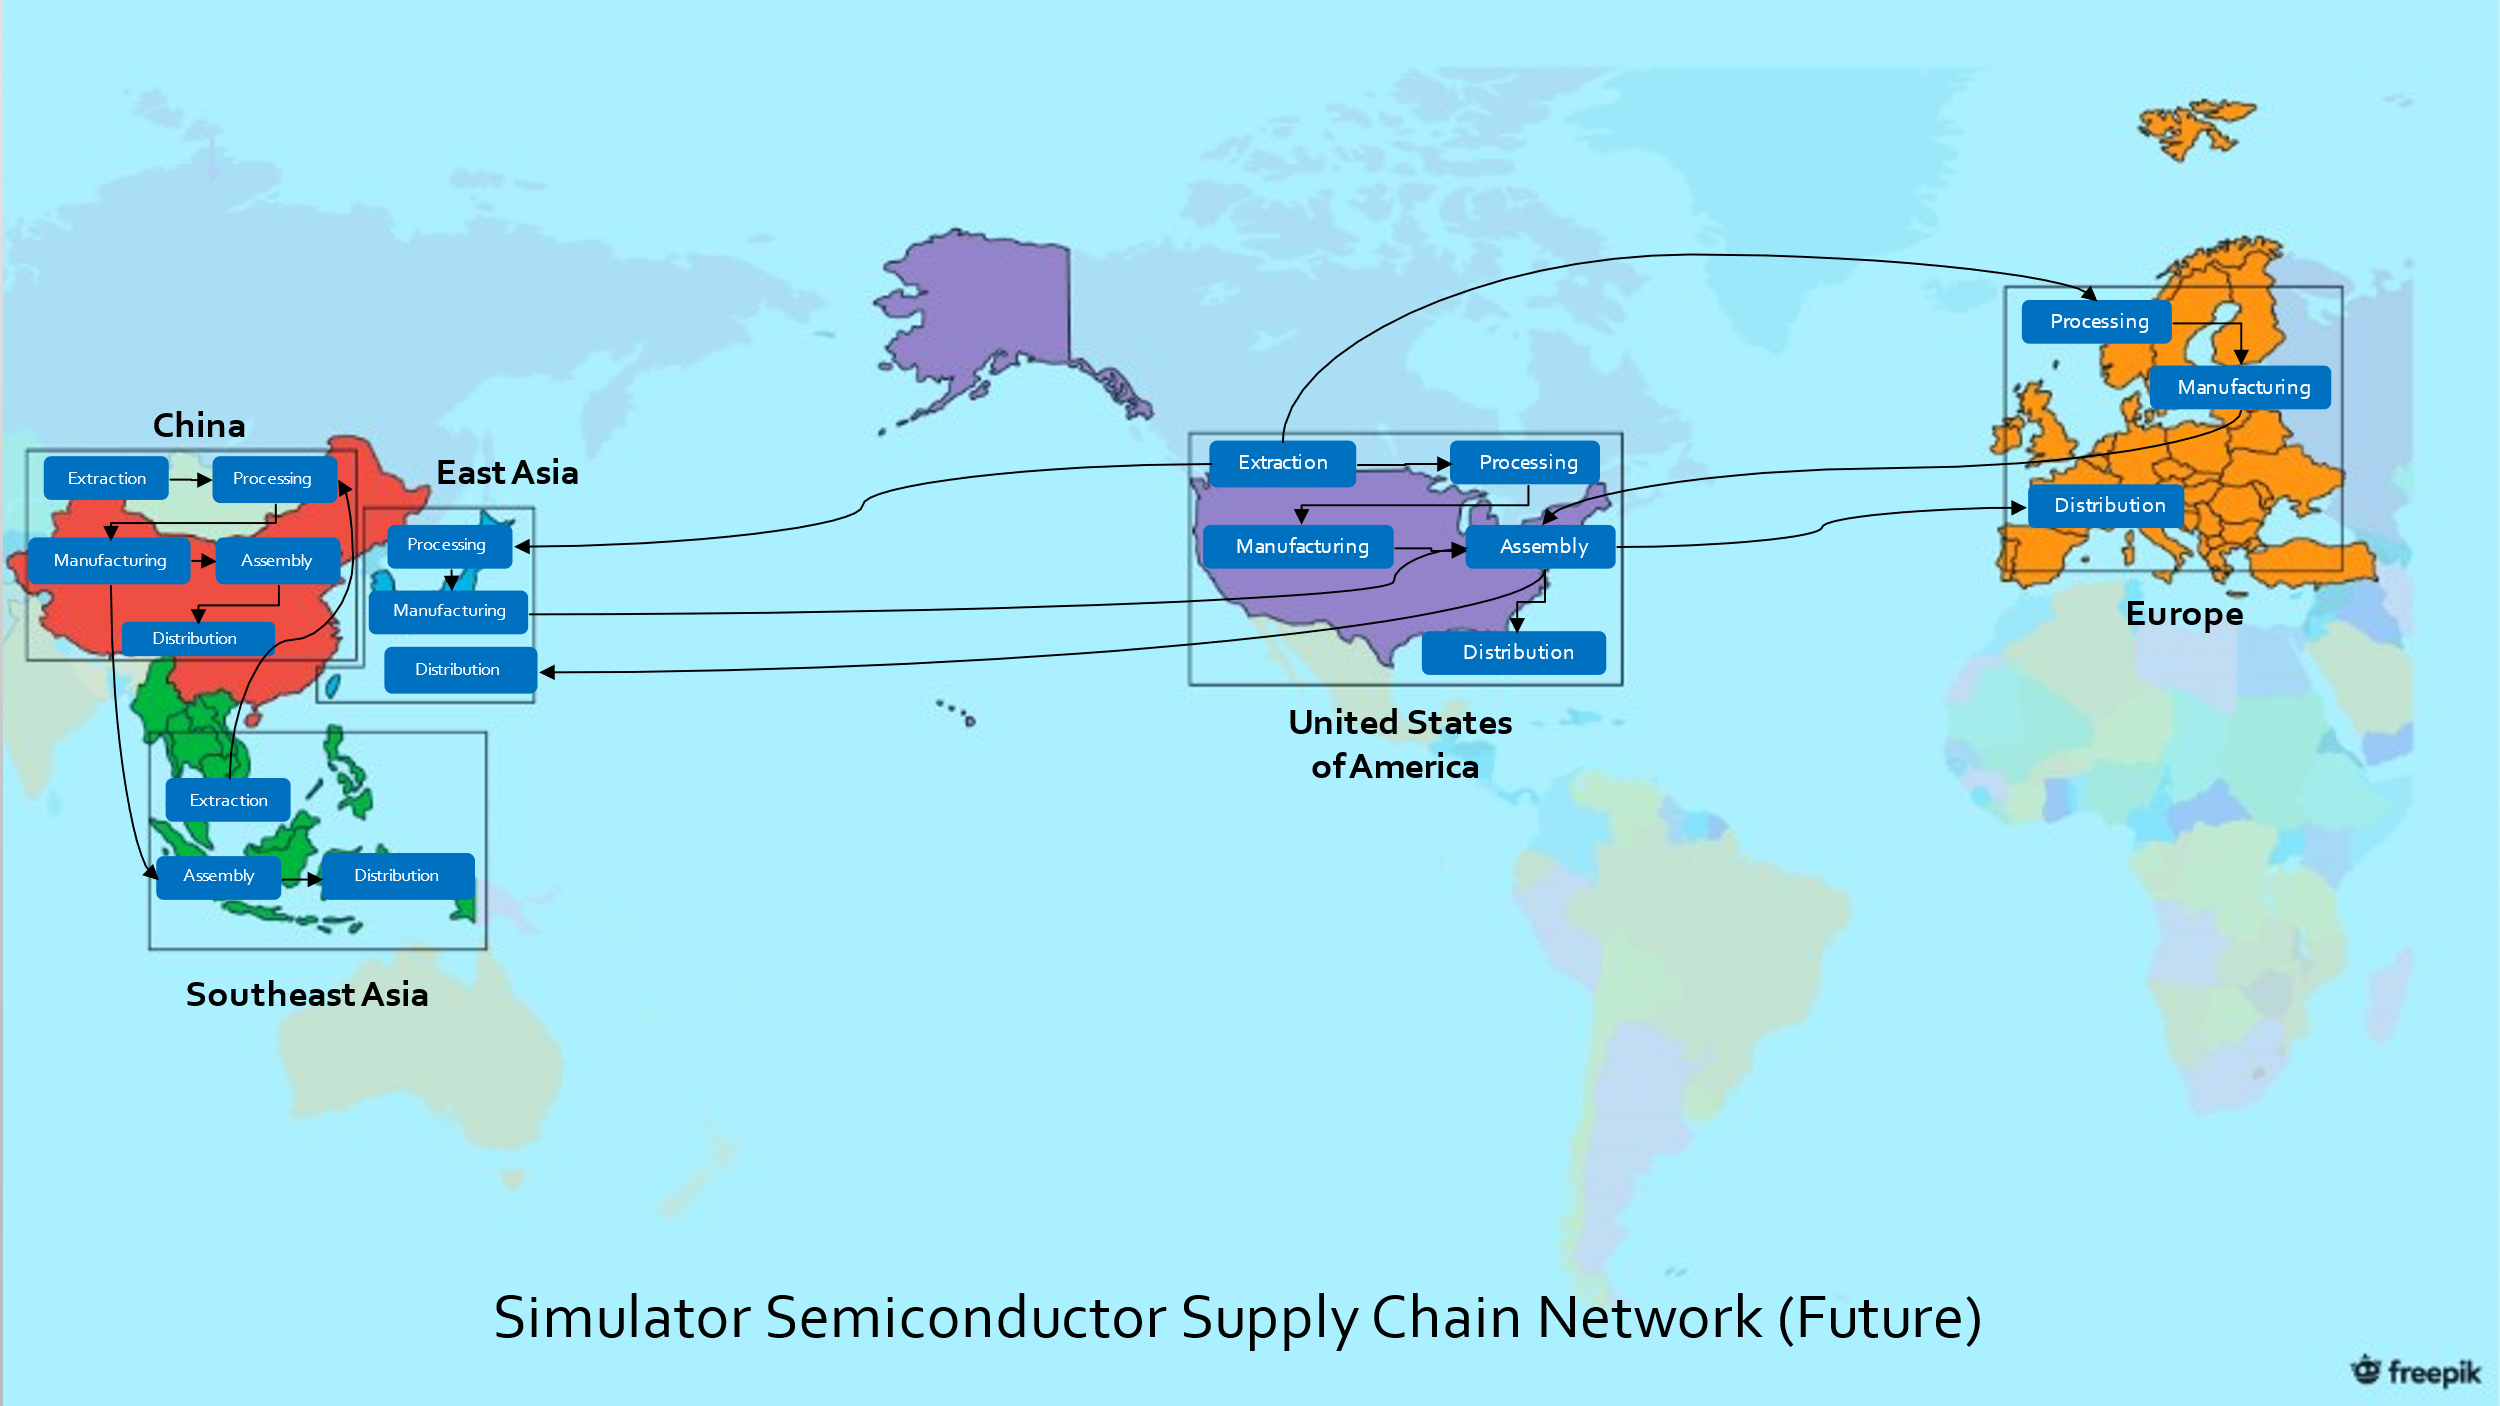 China
Extraction
Processing
Manufacturing
Assembly
Distribution
East Asia
Processing
Manufacturing
Distribution
Southeast Asia
Extraction
Assembly
Distribution
United States
of America
Extraction
Processing
Manufacturing
Assembly
Distribution
Europe
Processing
Manufacturing
Distribution
Simulator Semiconductor Supply Chain Network (Future)
freepik